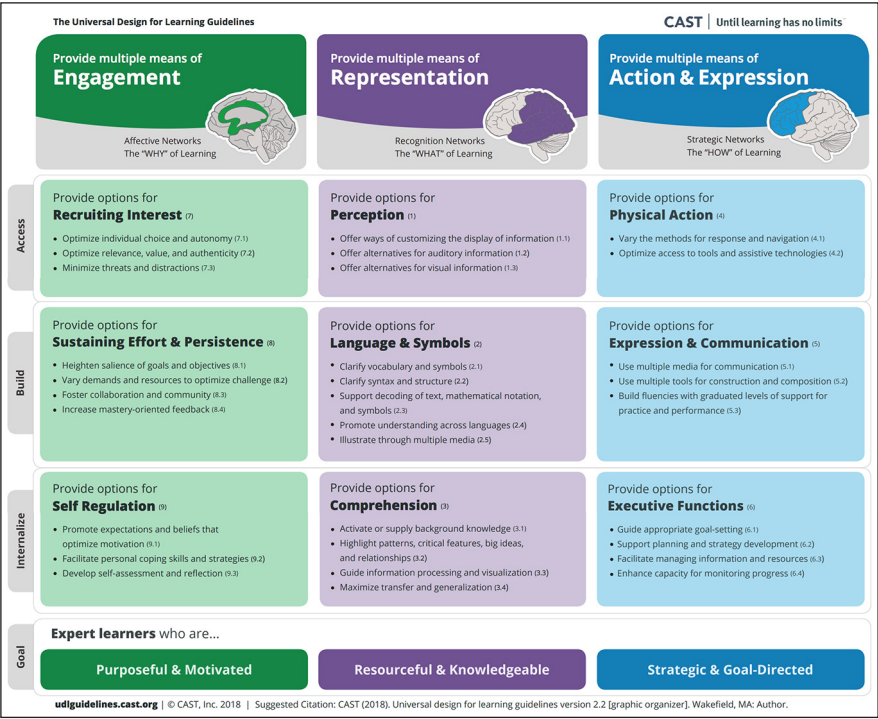 The Universal Design for Learning Guidelines
CAST | Until learning has no limits™
Provide multiple means of
Engagement
Affective Networks
The "WHY" of Learning
Provide multiple means of
Representation
Recognition Networks
The "WHAT" of Learning
Provide multiple means of
Action & Expression
Strategic Networks
The "HOW" of Learning
Access
Provide options for
Recruiting Interest (7)
• Optimize individual choice and autonomy (7.1)
• Optimize relevance, value, and authenticity (7.2)
• Minimize threats and distractions (7.3)
Provide options for
Perception (1)
• Offer ways of customizing the display of information (1.1)
• Offer alternatives for auditory information (1.2)
• Offer alternatives for visual information (1.3)
Provide options for
Physical Action (4)
• Vary the methods for response and navigation (4.1)
• Optimize access to tools and assistive technologies (4.2)
Build
Provide options for
Sustaining Effort & Persistence (8)
• Heighten salience of goals and objectives (8.1)
• Vary demands and resources to optimize challenge (8.2)
• Foster collaboration and community (8.3)
• Increase mastery-oriented feedback (8.4)
Provide options for
Language & Symbols (2)
• Clarify vocabulary and symbols (2.1)
• Clarify syntax and structure (2.2)
• Support decoding of text, mathematical notation,
and symbols (2.3)
• Promote understanding across languages (2.4)
• Illustrate through multiple media (2.5)
Provide options for
Expression & Communication (5)
• Use multiple media for communication (5.1)
• Use multiple tools for construction and composition (5.2)
• Build fluencies with graduated levels of support for
practice and performance (5.3)
Internalize
Provide options for
Self Regulation (9)
• Promote expectations and beliefs that
optimize motivation (9.1)
• Facilitate personal coping skills and strategies (9.2)
• Develop self-assessment and reflection (9.3)
Provide options for
Comprehension (3)
• Activate or supply background knowledge (3.1)
• Highlight patterns, critical features, big ideas,
and relationships (3.2)
• Guide information processing and visualization (3.3)
• Maximize transfer and generalization (3.4)
Provide options for
Executive Functions (6)
• Guide appropriate goal-setting (6.1)
• Support planning and strategy development (6.2)
• Facilitate managing information and resources (6.3)
• Enhance capacity for monitoring progress (6.4)
Goal
Expert learners who are...
Purposeful & Motivated
Resourceful & Knowledgeable
Strategic & Goal-Directed
udlguidelines.cast.org | © CAST, Inc. 2018 | Suggested Citation: CAST (2018). Universal design for learning guidelines version 2.2 [graphic organizer]. Wakefield, MA: Author.